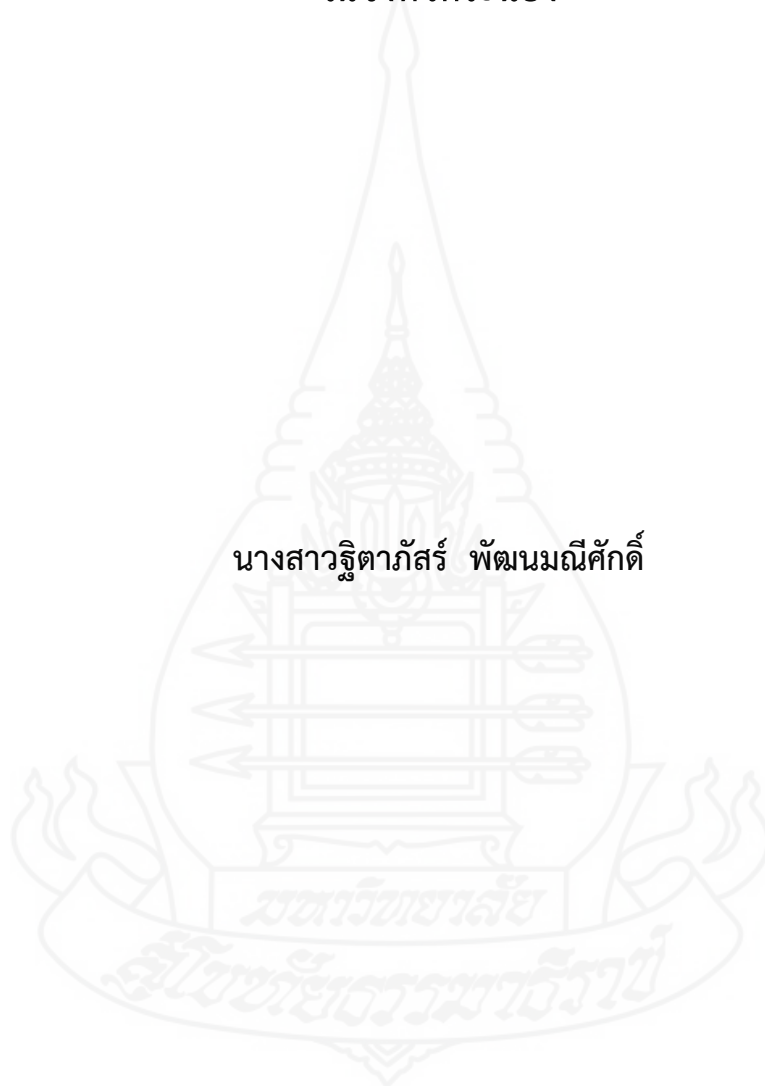 นางสาวฐิตาภัสร์ พัฒนมณีศักดิ์
มหาวิทยาลัย
สุโขทัยธรรมาธิราช